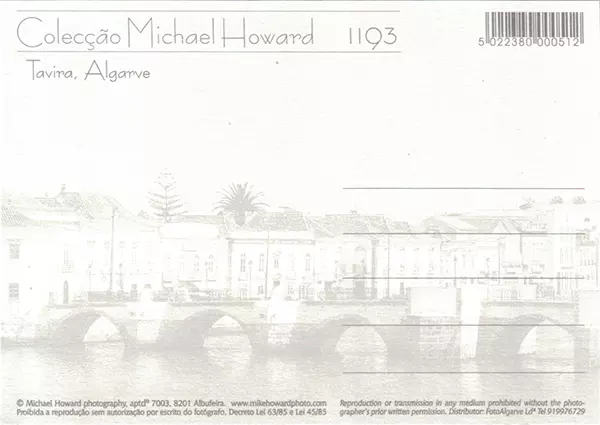 Colecção Michael Howard 1193
5 022380 000512
Tavira, Algarve
© Michael Howard photography, aptdº 7003, 8201 Albufeira. www.mikehowardphoto.com
Proibida a reprodução sem autorização por escrito do fotógrafo. Decreto Lei 63/85 e Lei 45/85
Reproduction or transmission in any medium prohibited without the photo-
grapher's prior written permission. Distributor: FotoAlgarve Ldª Tel 919976729